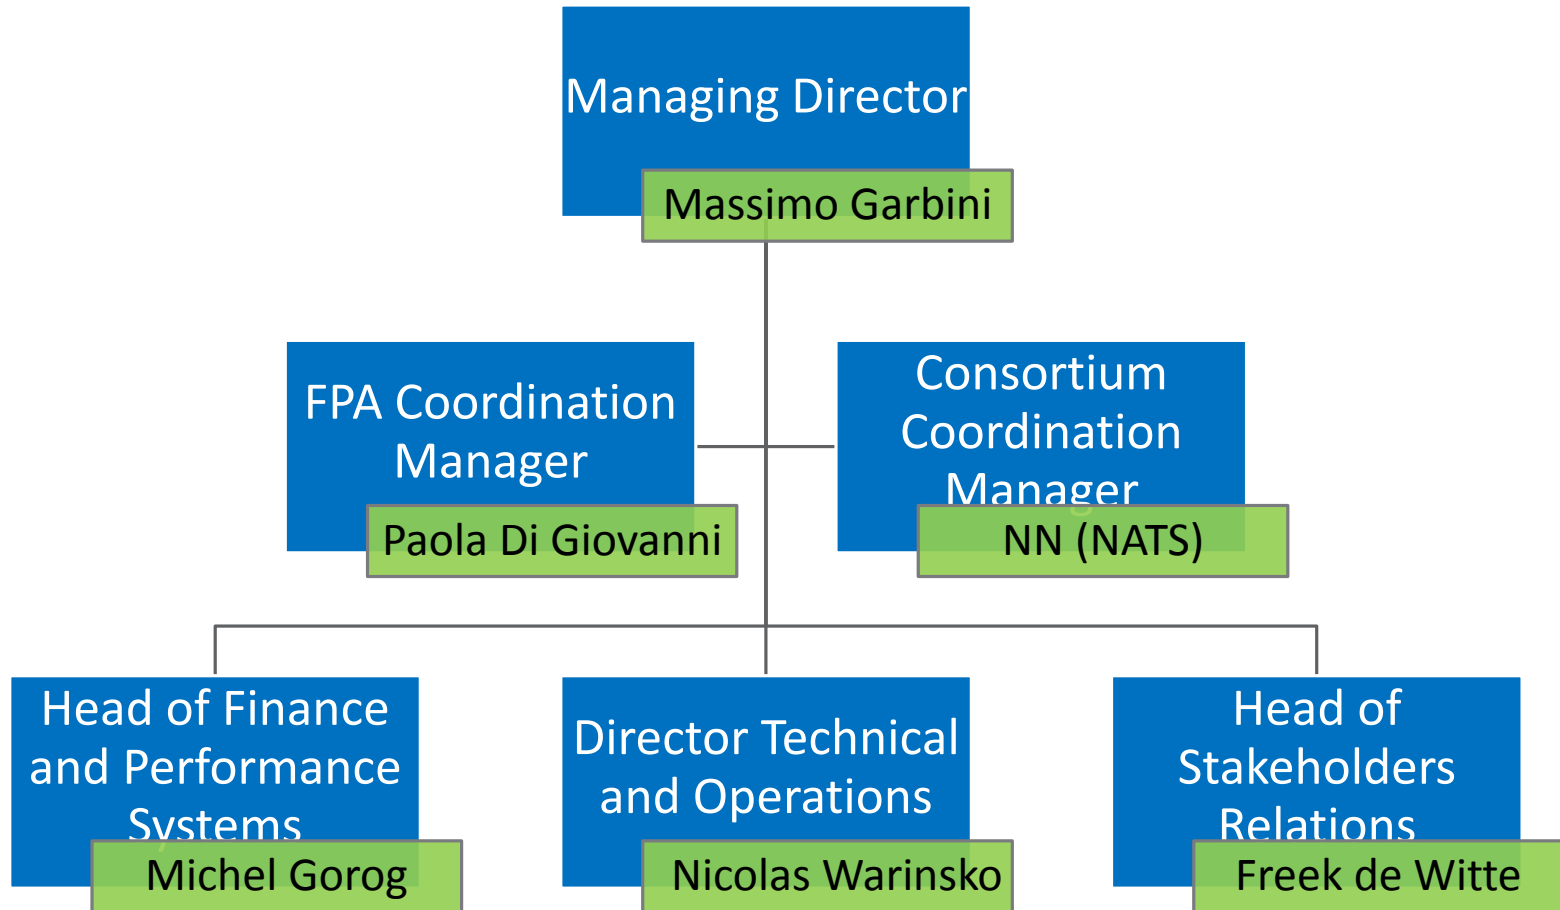 Managing Director
Massimo Garbini
FPA Coordination
Manager
Paola Di Giovanni
Consortium
Coordination
Manager
NN (NATS)
Head of Finance
and Performance
Systems
Michel Gorog
Director Technical
and Operations
Nicolas Warinsko
Head of
Stakeholders
Relations
Freek de Witte